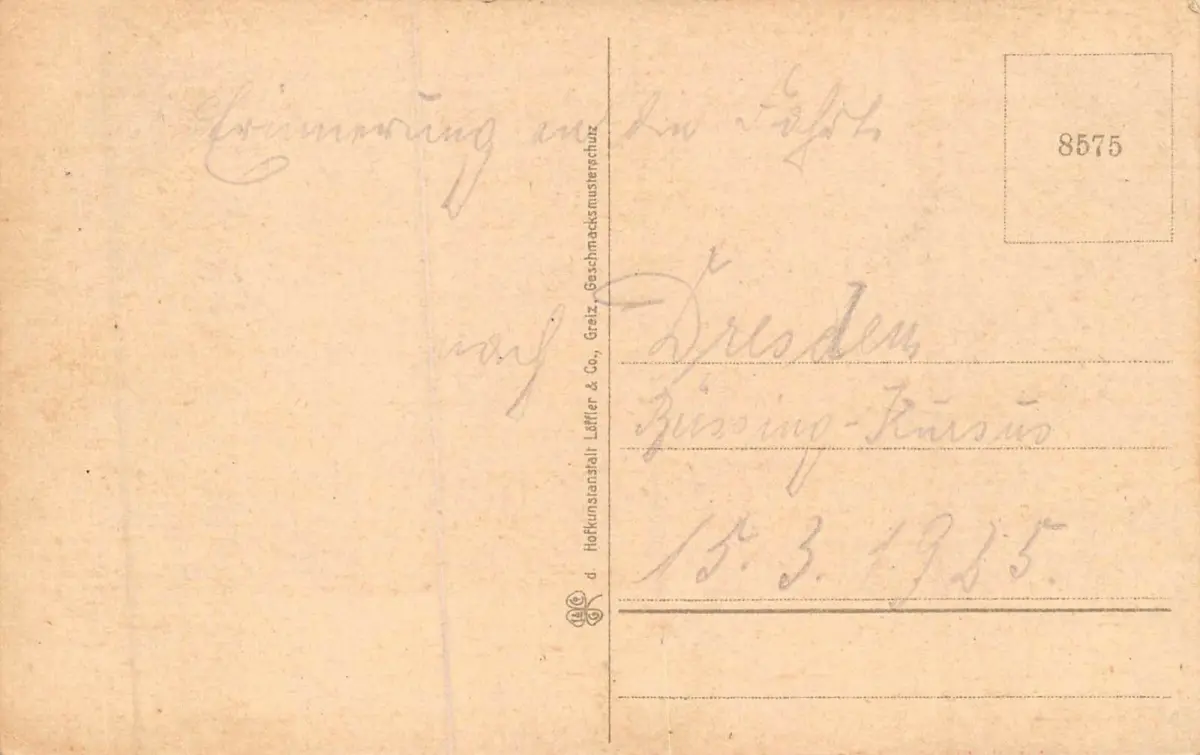 Erinnerung an die Fahrt
8575
nach Dresden
Büssing-Kursus
15.3.1925.
d Hofkunstanstalt Löffler & Co., Greiz, Geschmacksmusterschutz